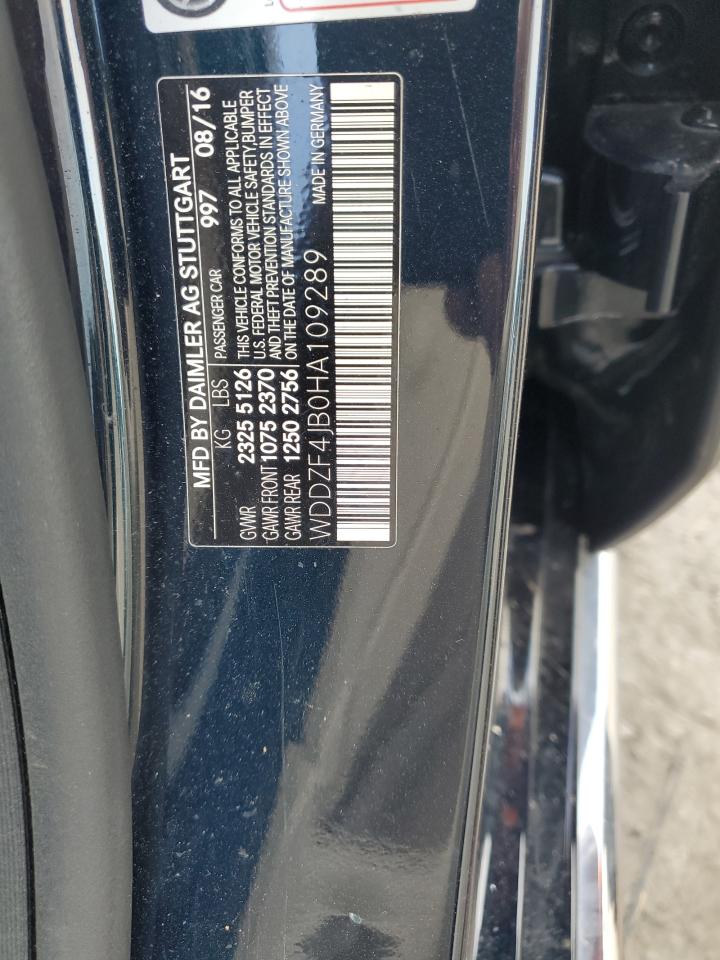 MFD BY DAIMLER AG STUTTGART
997 08/16
KG LBS PASSENGER CAR
GVWR 2325 5126 THIS VEHICLE CONFORMS TO ALL APPLICABLE
U.S. FEDERAL MOTOR VEHICLE SAFETY,BUMPER
GAWR FRONT 1075 2370 AND THEFT PREVENTION STANDARDS IN EFFECT
GAWR REAR 1250 2756 ON THE DATE OF MANUFACTURE SHOWN ABOVE
WDDZF4JB0HA109289 MADE IN GERMANY